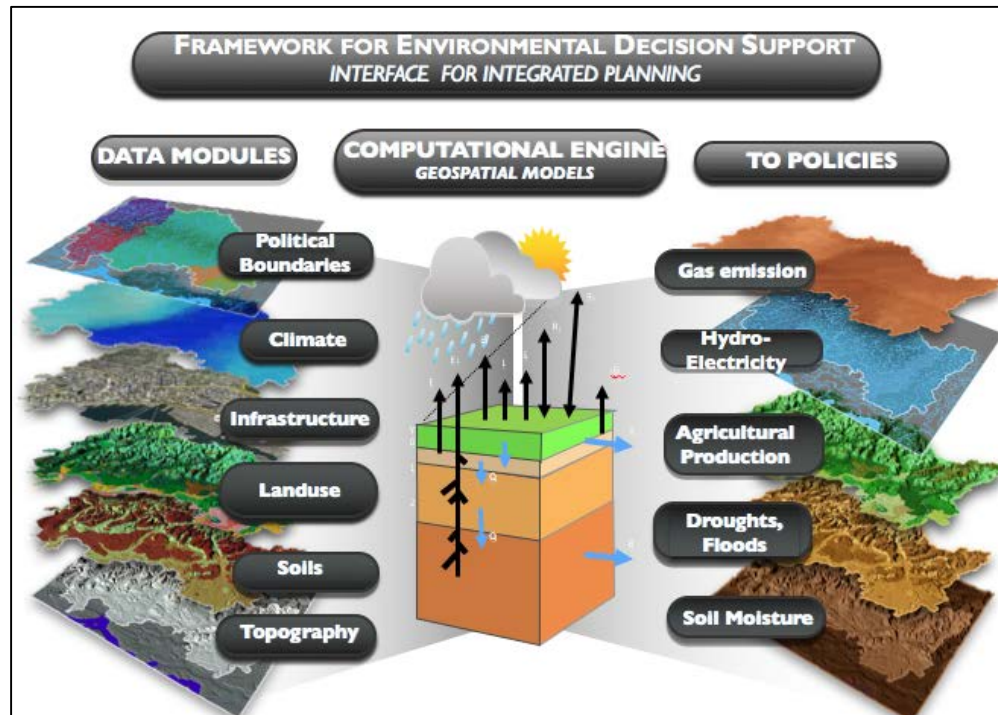 FRAMEWORK FOR ENVIRONMENTAL DECISION SUPPORT
INTERFACE FOR INTEGRATED PLANNING
DATA MODULES
COMPUTATIONAL ENGINE
GEOSPATIAL MODELS
TO POLICIES
Political
Boundaries
Climate
Infrastructure
Landuse
Soils
Topography
Gas emission
Hydro-
Electricity
Agricultural
Production
Droughts,
Floods
Soil Moisture